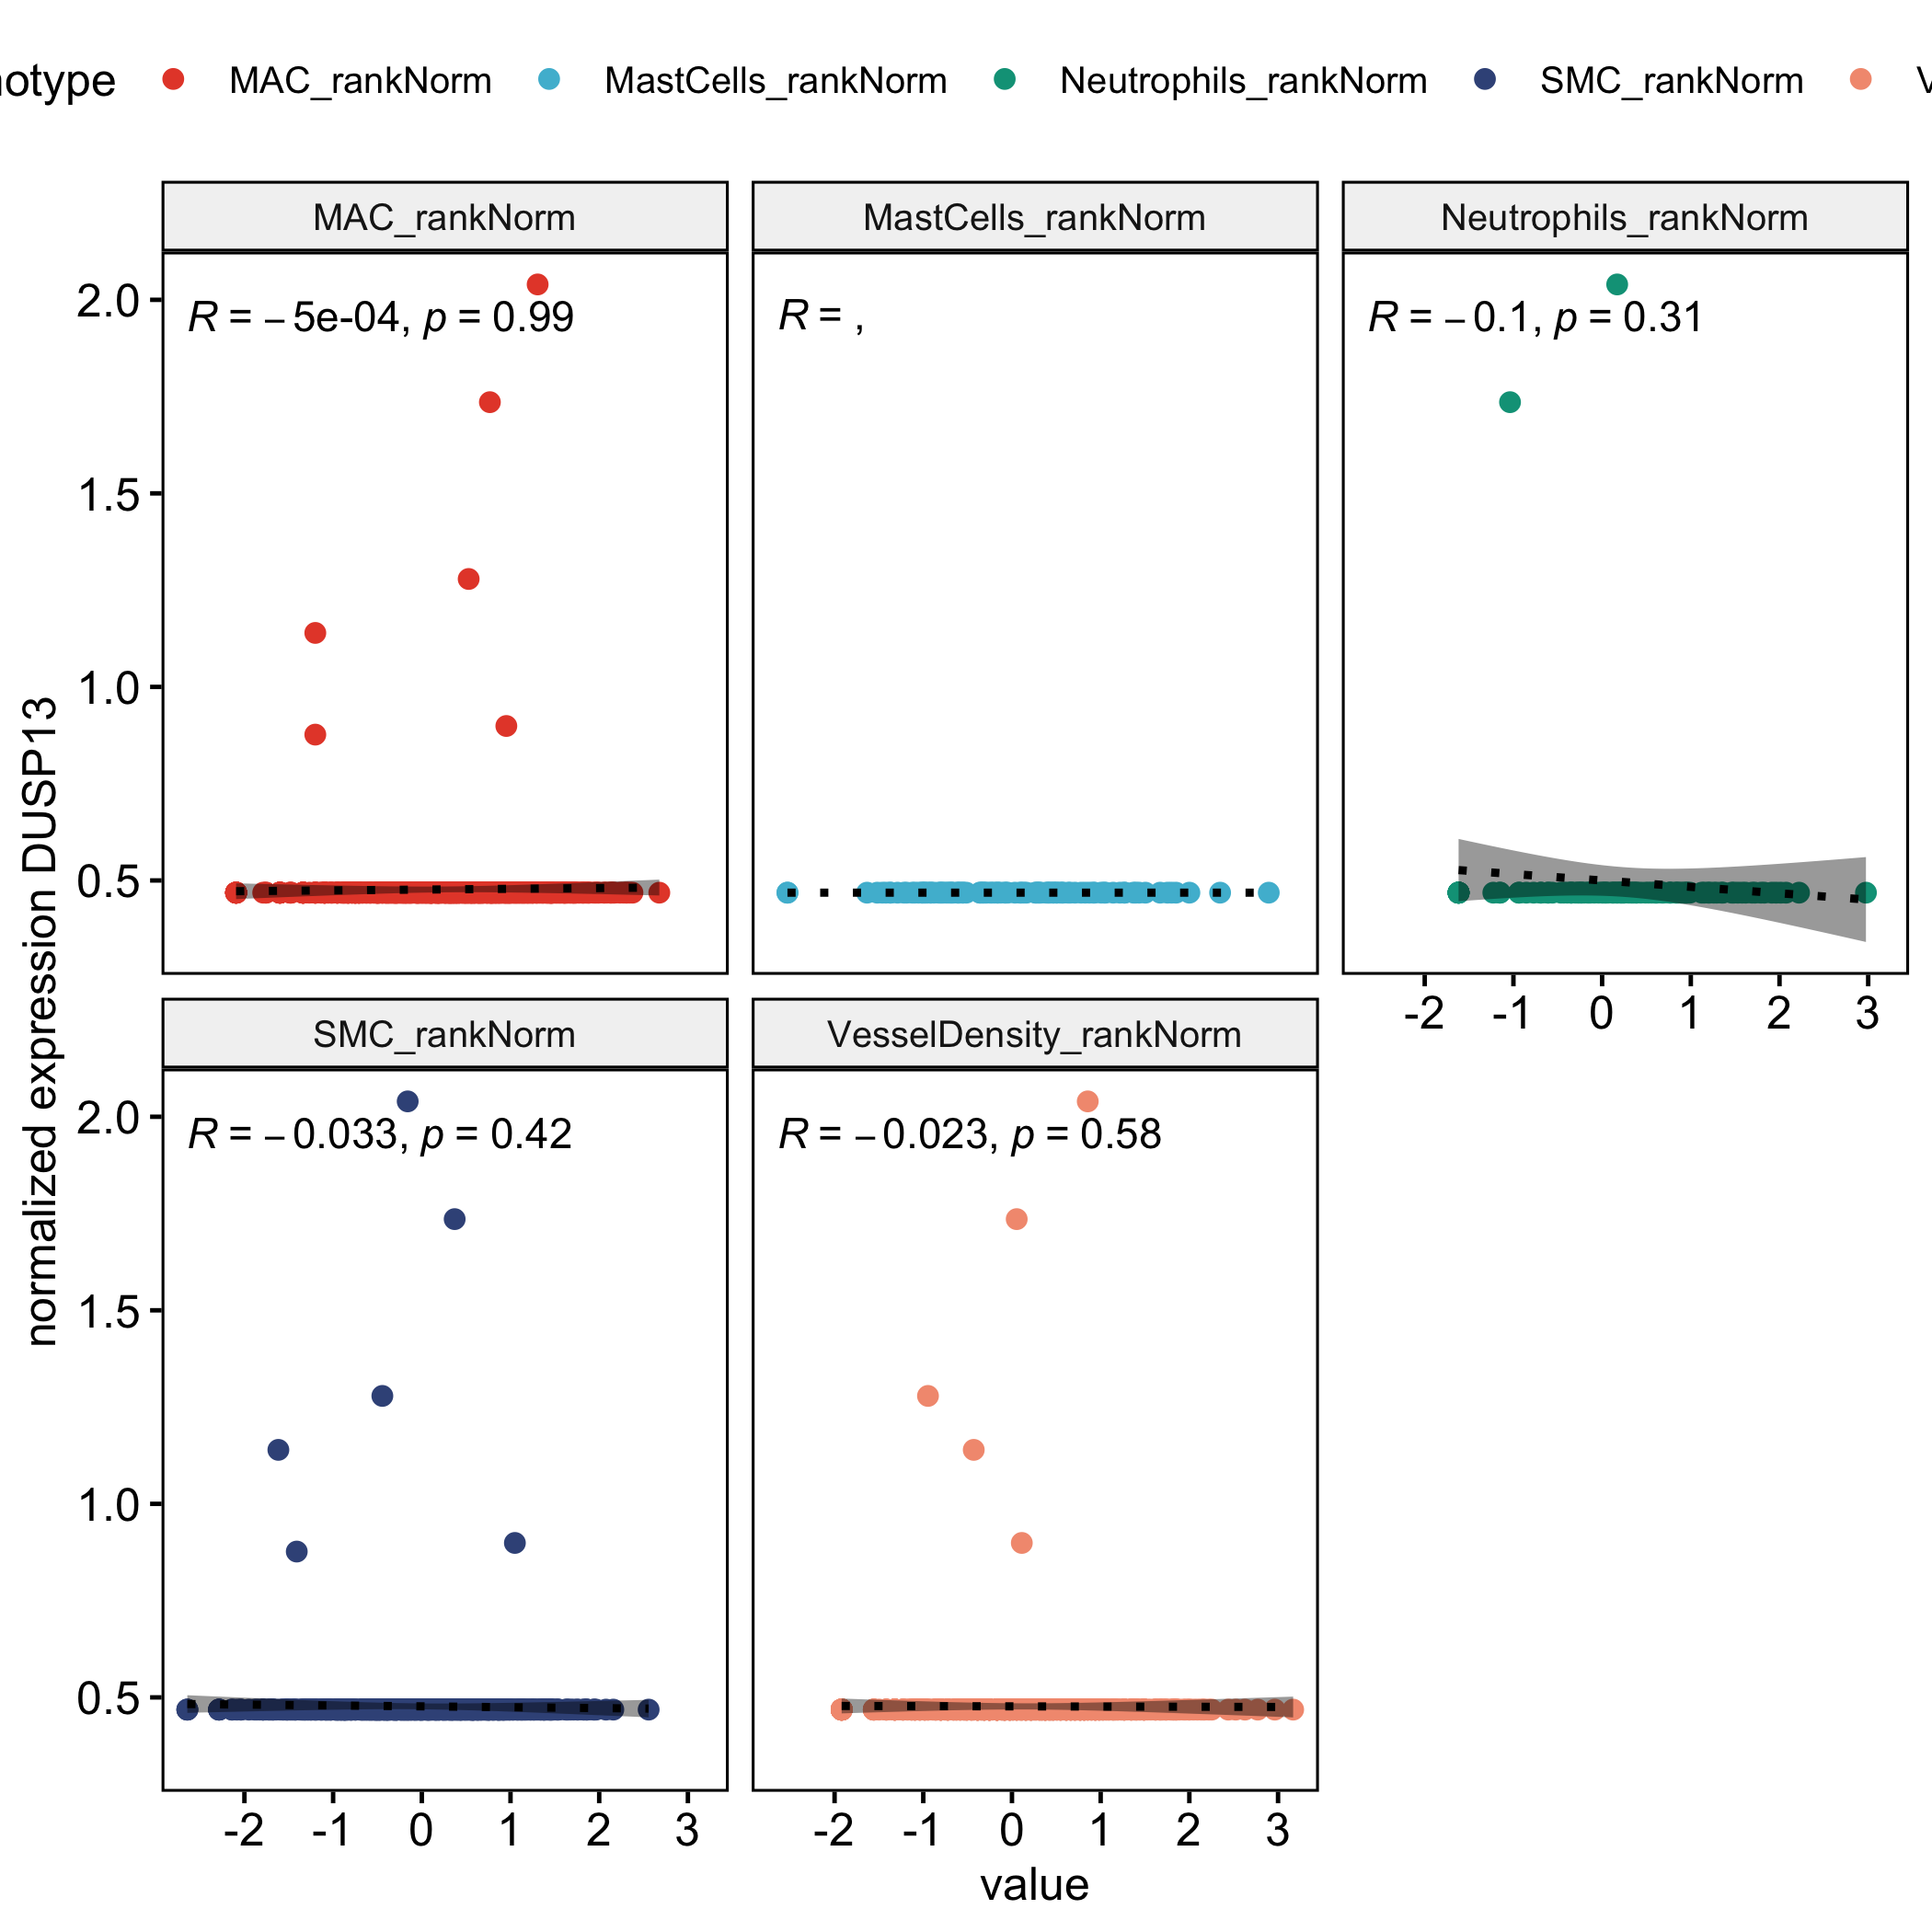 notype MAC_rankNorm MastCells_rankNorm Neutrophils_rankNorm SMC_rankNorm V
MAC_rankNorm MastCells_rankNorm Neutrophils_rankNorm
R = − 5e-04, p = 0.99
R = ,
R = − 0.1, p = 0.31
2.0
1.5
1.0
0.5
-2 -1 0 1 2 3
normalized expression DUSP13
SMC_rankNorm VesselDensity_rankNorm
R = − 0.033, p = 0.42
R = − 0.023, p = 0.58
2.0
1.5
1.0
0.5
-2 -1 0 1 2 3
-2 -1 0 1 2 3
value